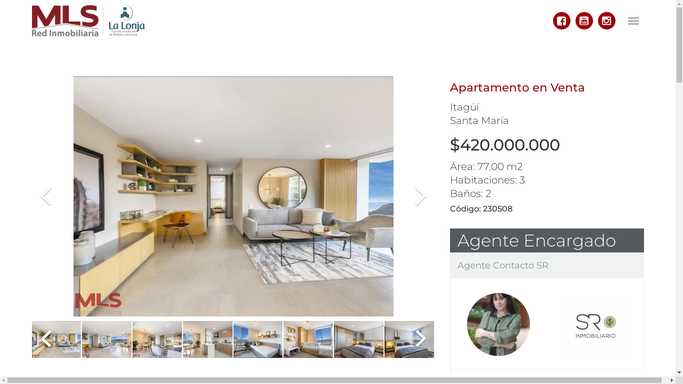 MLS
Red Inmobiliaria
La Lonja
Apartamento en Venta
Itagüí
Santa María
$420.000.000
Área: 77.00 m2
Habitaciones: 3
Baños: 2
Código: 230508
Agente Encargado
Agente Contacto SR
MLS
SR
INMOBILIARIO